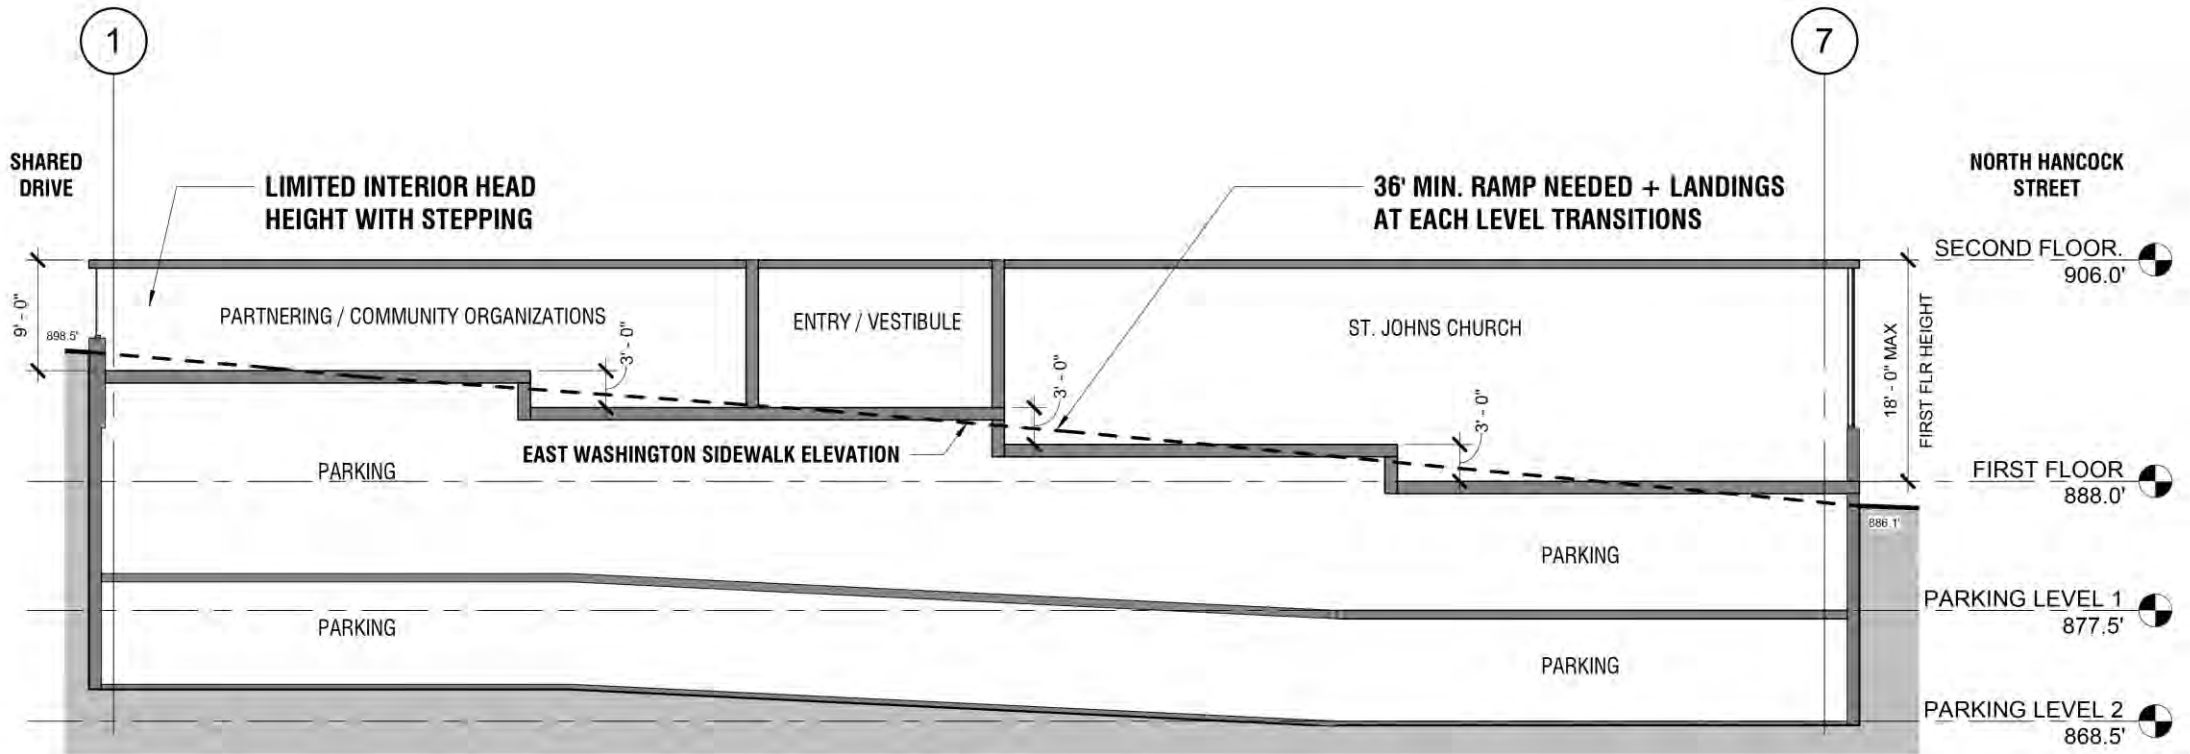 1
7
SHARED
DRIVE
LIMITED INTERIOR HEAD
HEIGHT WITH STEPPING
36' MIN. RAMP NEEDED + LANDINGS
AT EACH LEVEL TRANSITIONS
NORTH HANCOCK
STREET
SECOND FLOOR.
906.0'
9' - 0"
898.5'
PARTNERING / COMMUNITY ORGANIZATIONS
3' - 0"
ENTRY / VESTIBULE
3' - 0"
ST. JOHNS CHURCH
3' - 0"
18' - 0" MAX
FIRST FLR HEIGHT
EAST WASHINGTON SIDEWALK ELEVATION
PARKING
FIRST FLOOR
888.0'
886.1'
PARKING
PARKING LEVEL 1
877.5'
PARKING
PARKING
PARKING LEVEL 2
868.5'